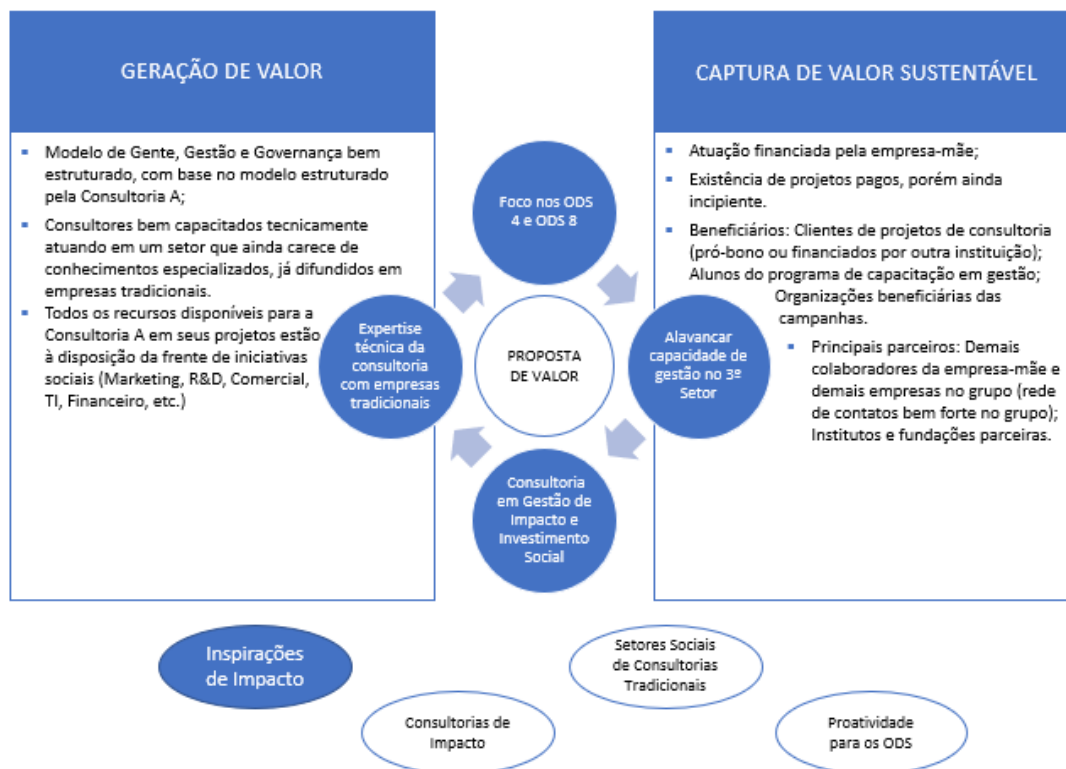 GERAÇÃO DE VALOR
▪ Modelo de Gente, Gestão e Governança bem
estruturado, com base no modelo estruturado
pela Consultoria A;
▪ Consultores bem capacitados tecnicamente
atuando em um setor que ainda carece de
conhecimentos especializados, já difundidos em
empresas tradicionais.
▪ Todos os recursos disponíveis para a
Consultoria A em seus projetos estão
à disposição da frente de iniciativas
sociais (Marketing, R&D, Comercial,
TI, Financeiro, etc.)
Foco nos ODS
4 e ODS 8
Expertise
técnica da
consultoria
com empresas
tradicionais
PROPOSTA
DE VALOR
Alavancar
capacidade de
gestão no 3º
Setor
Consultoria
em Gestão de
Impacto e
Investimento
Social
CAPTURA DE VALOR SUSTENTÁVEL
▪ Atuação financiada pela empresa-mãe;
▪ Existência de projetos pagos, porém ainda
incipiente.
▪ Beneficiários: Clientes de projetos de consultoria
(pró-bono ou financiados por outra instituição);
Alunos do programa de capacitação em gestão;
Organizações beneficiárias das
campanhas.
▪ Principais parceiros: Demais
colaboradores da empresa-mãe e
demais empresas no grupo (rede
de contatos bem forte no grupo);
Institutos e fundações parceiras.
Inspirações
de Impacto
Consultorias de
Impacto
Setores Sociais
de Consultorias
Tradicionais
Proatividade
para os ODS